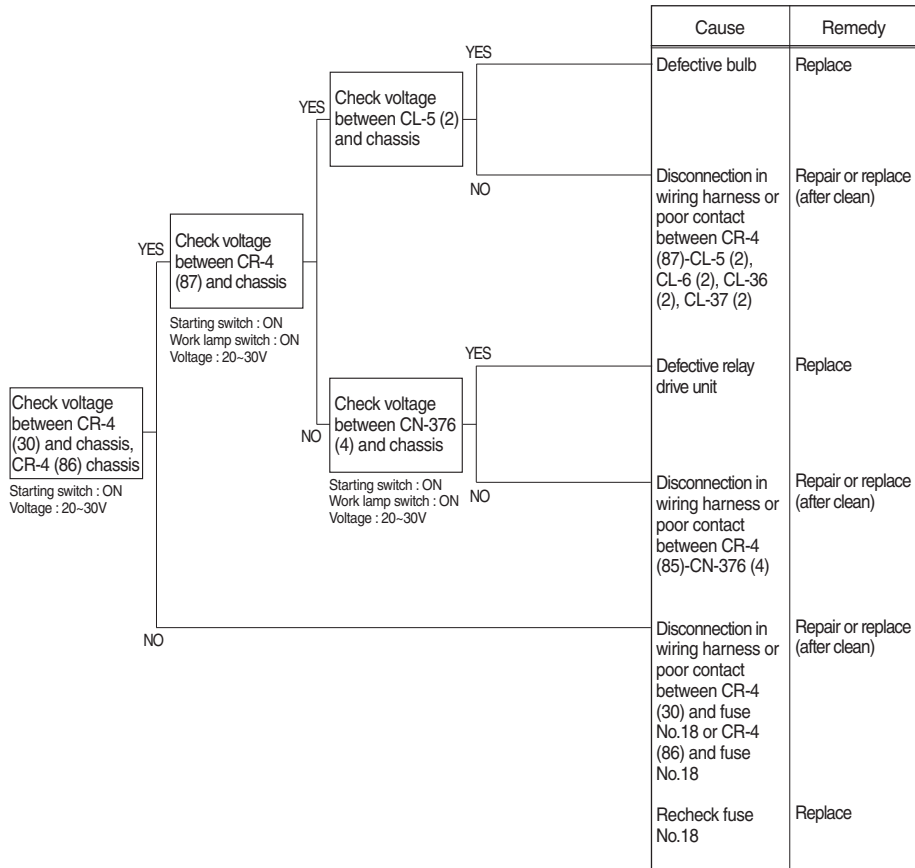 Cause
Remedy
YES
Defective bulb
Replace
YES
Check voltage
between CL-5 (2)
and chassis
NO
Disconnection in
wiring harness or
poor contact
between CR-4
(87)-CL-5 (2),
CL-6 (2), CL-36
(2), CL-37 (2)
Repair or replace
(after clean)
YES
Check voltage
between CR-4
(87) and chassis
Starting switch : ON
Work lamp switch : ON
Voltage : 20~30V
YES
Defective relay
drive unit
Replace
NO
Check voltage
between CN-376
(4) and chassis
Starting switch : ON
Work lamp switch : ON
Voltage : 20~30V
NO
Disconnection in
wiring harness or
poor contact
between CR-4
(85)-CN-376 (4)
Repair or replace
(after clean)
Check voltage
between CR-4
(30) and chassis,
CR-4 (86) chassis
Starting switch : ON
Voltage : 20~30V
NO
Disconnection in
wiring harness or
poor contact
between CR-4
(30) and fuse
No.18 or CR-4
(86) and fuse
No.18
Repair or replace
(after clean)
Recheck fuse
No.18
Replace